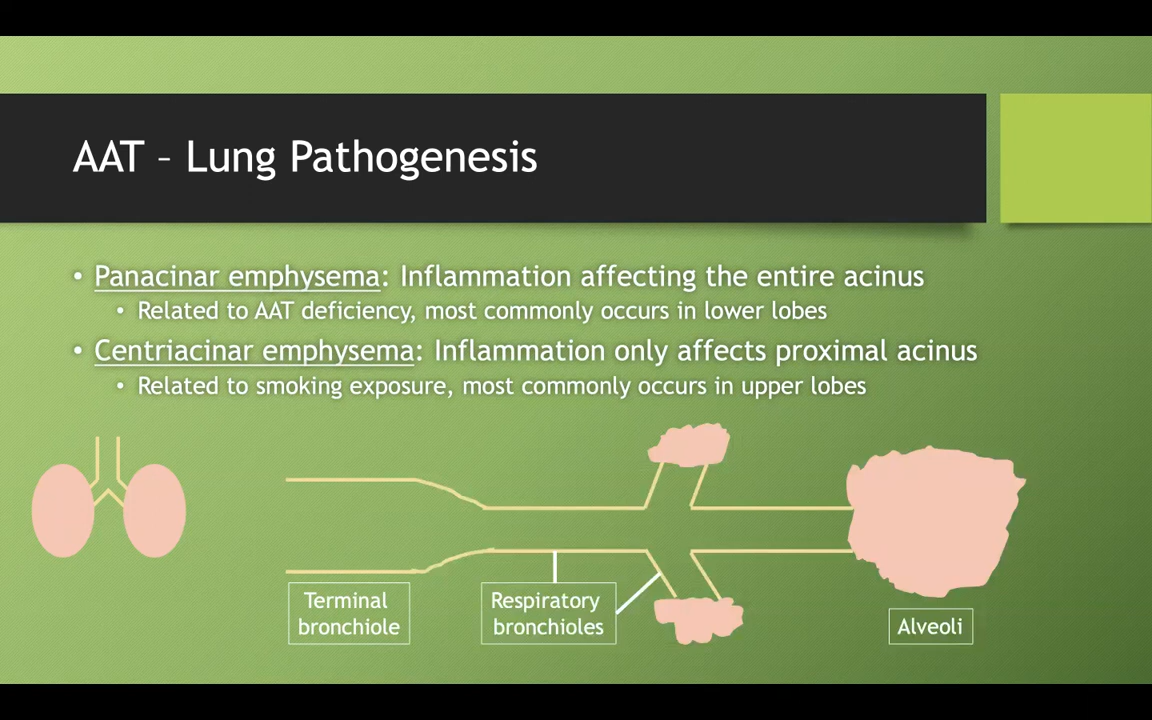 AAT – Lung Pathogenesis
• Panacinar emphysema: Inflammation affecting the entire acinus
• Related to AAT deficiency, most commonly occurs in lower lobes
• Centriacinar emphysema: Inflammation only affects proximal acinus
• Related to smoking exposure, most commonly occurs in upper lobes
Terminal
bronchiole
Respiratory
bronchioles
Alveoli